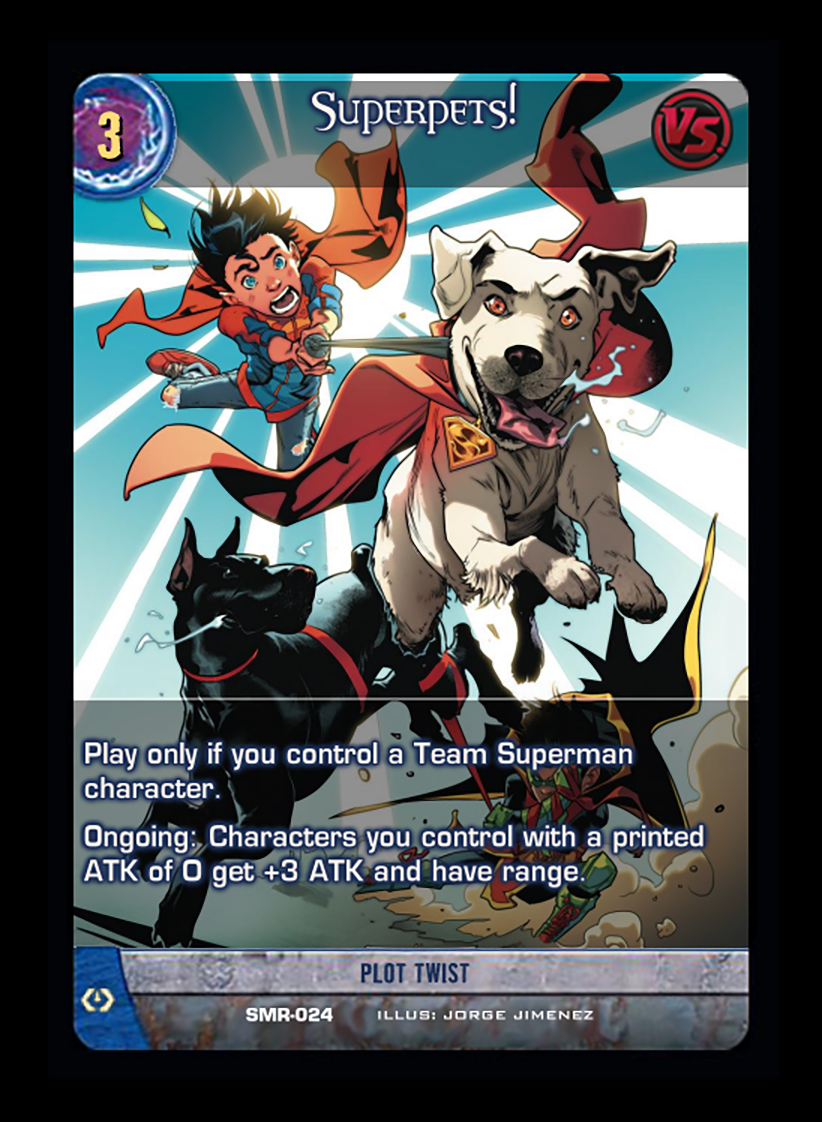 3
Superpets!
VS.
Play only if you control a Team Superman
character.
Ongoing: Characters you control with a printed
ATK of 0 get +3 ATK and have range.
PLOT TWIST
SMR-024 ILLUS: JORGE JIMENEZ